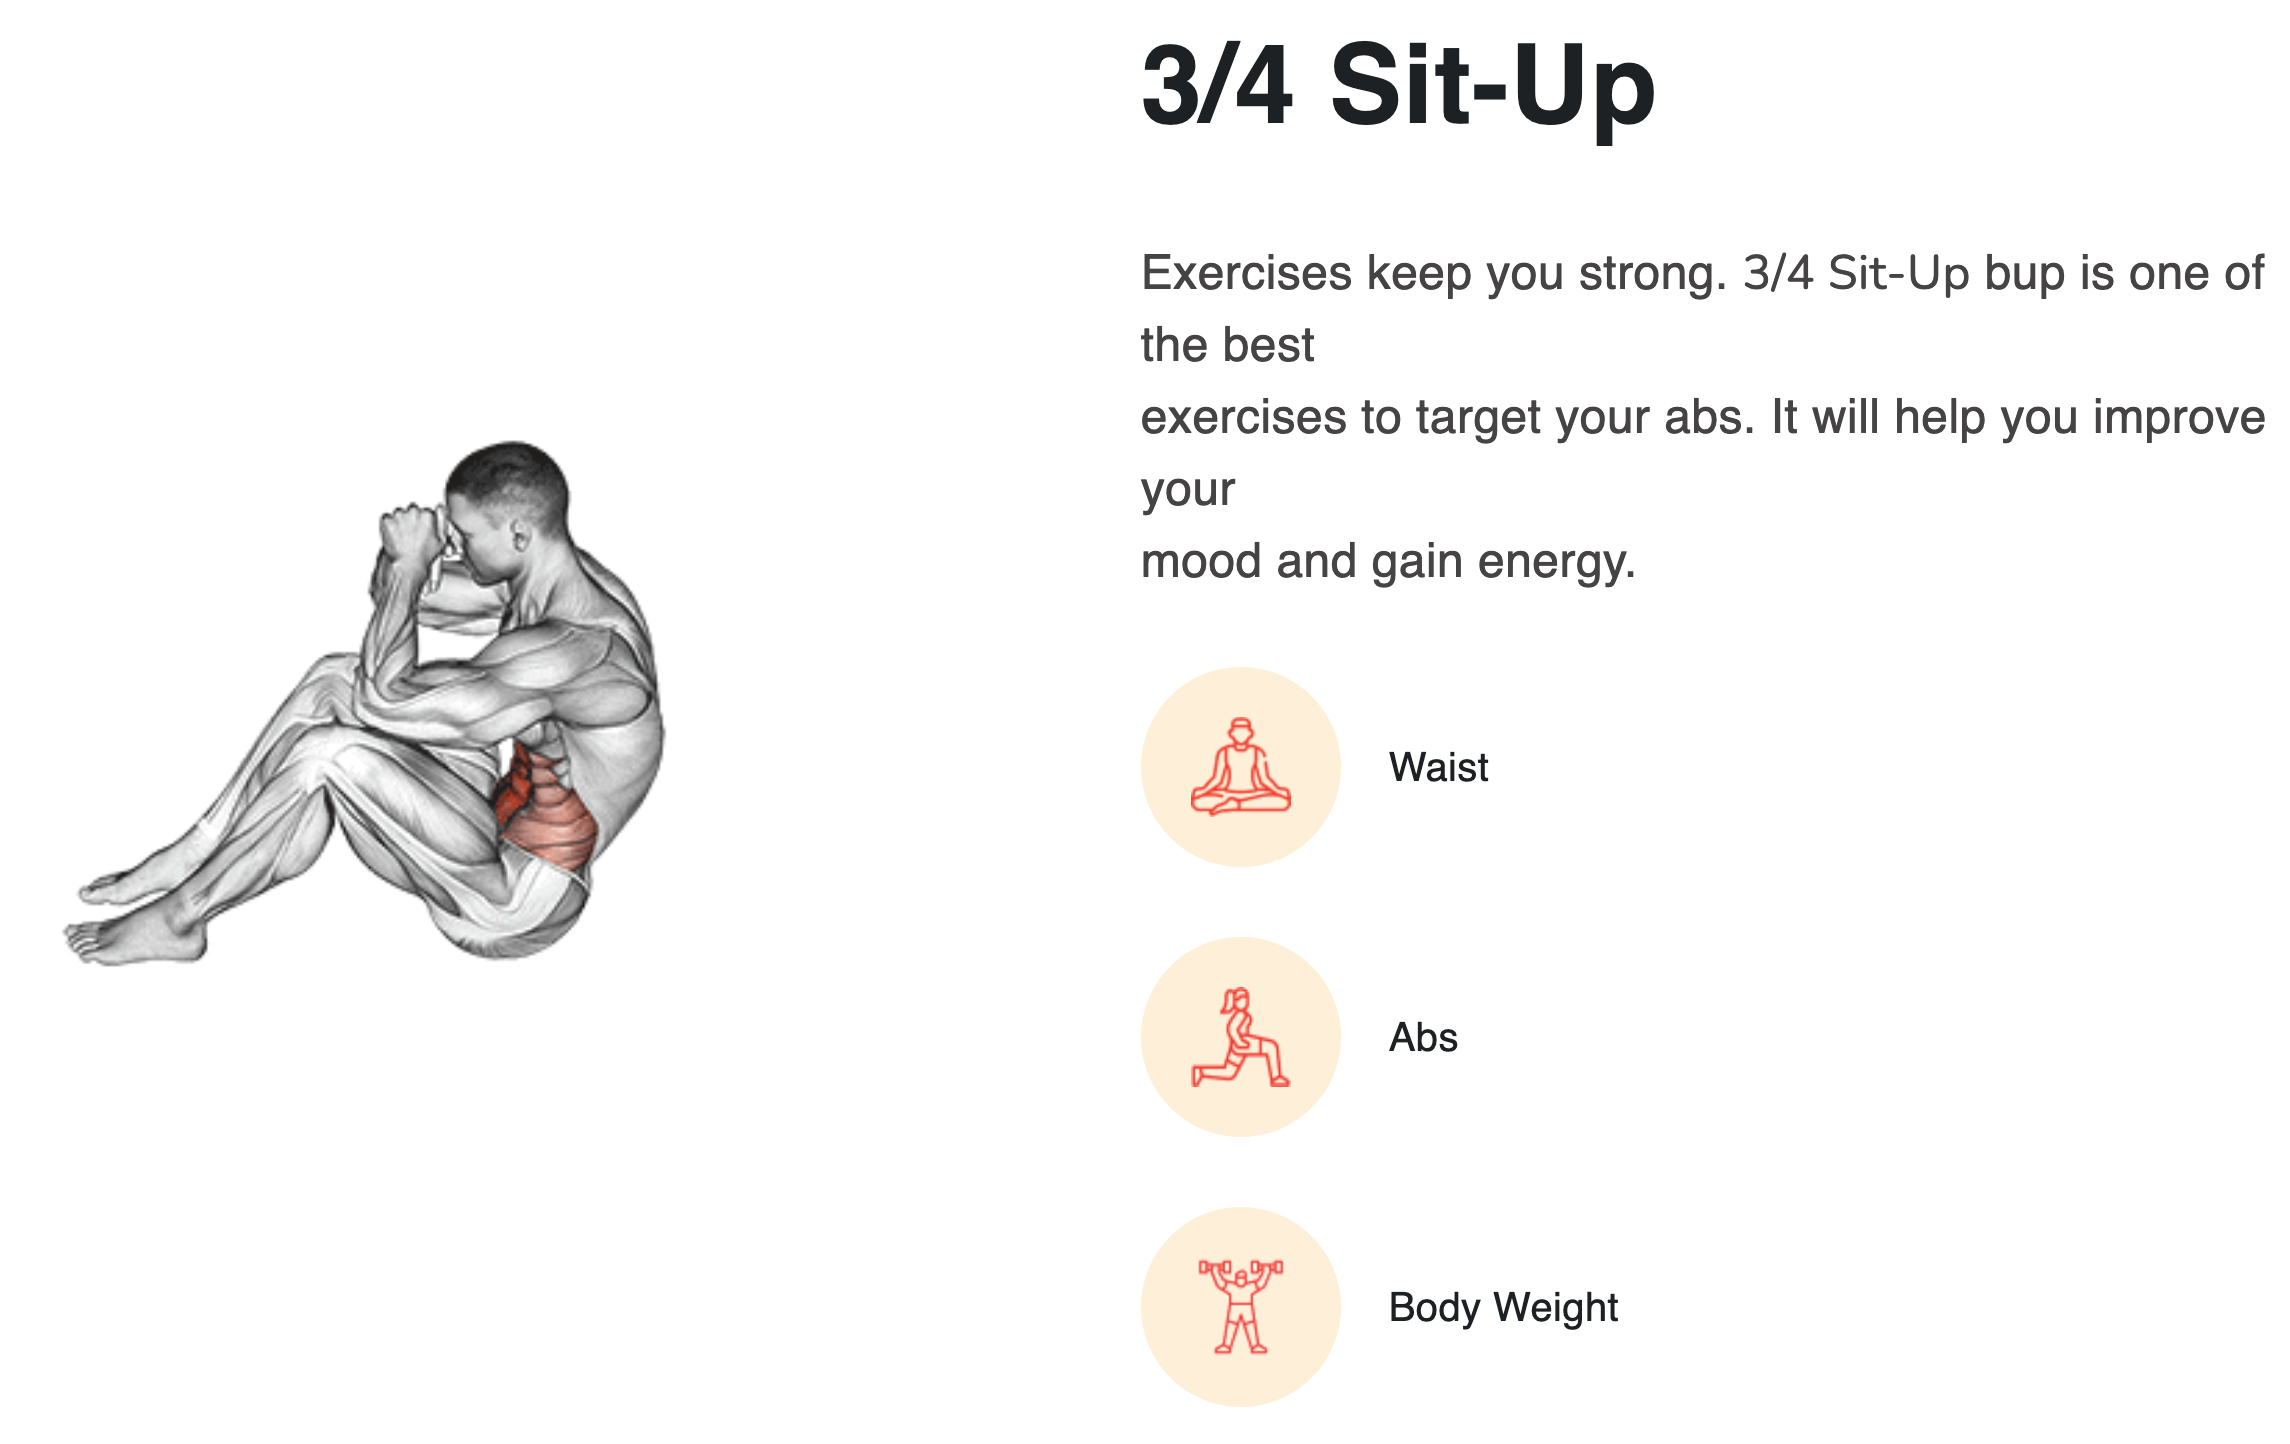 3/4 Sit-Up
Exercises keep you strong. 3/4 Sit-Up bup is one of
the best
exercises to target your abs. It will help you improve
your
mood and gain energy.
Waist
Abs
Body Weight